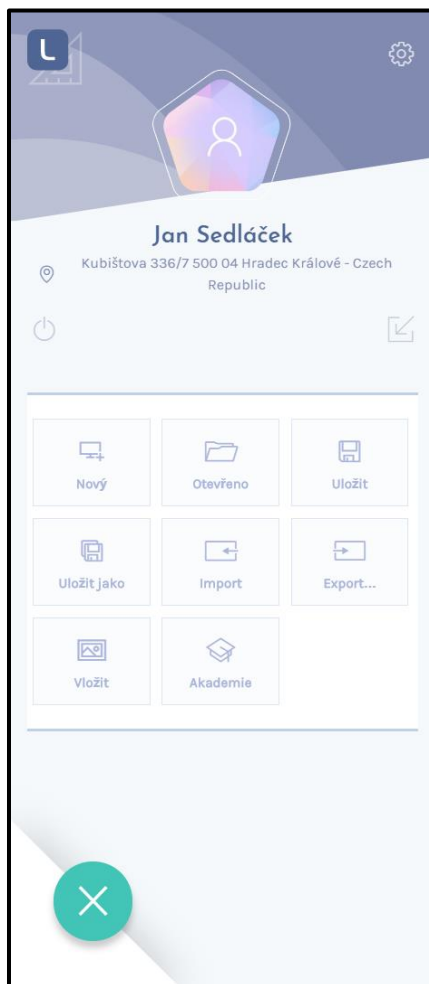 L
Jan Sedláček
Kubištova 336/7 500 04 Hradec Králové - Czech
Republic
Nový
Otevřeno
Uložit
Uložit jako
Import
Export...
Vložit
Akademie